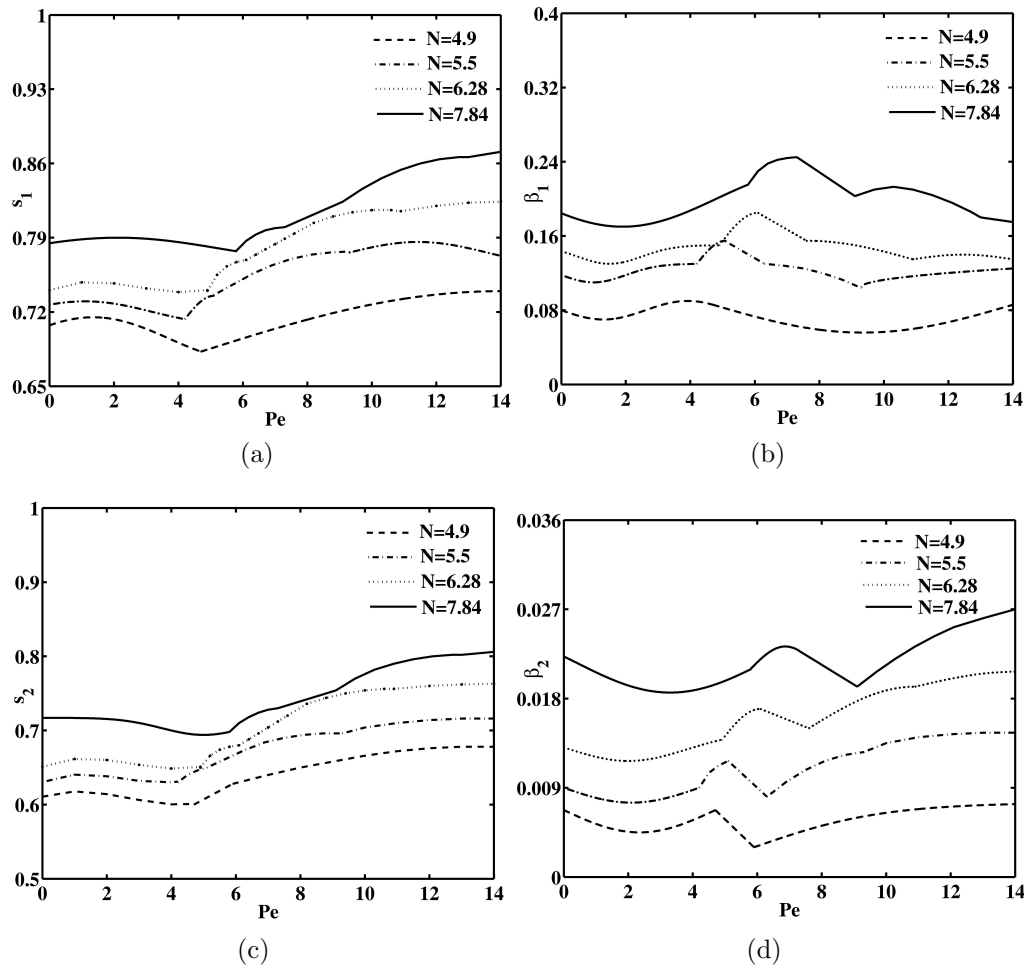 1
0.93
0.86
0.79
0.72
0.65
s1
N=4.9
N=5.5
N=6.28
N=7.84
0 2 4 6 8 10 12 14
Pe
(a)
0.4
0.32
0.24
0.16
0.08
0
β1
N=4.9
N=5.5
N=6.28
N=7.84
0 2 4 6 8 10 12 14
Pe
(b)
1
0.9
0.8
0.7
0.6
0.5
s2
N=4.9
N=5.5
N=6.28
N=7.84
0 2 4 6 8 10 12 14
Pe
(c)
0.036
0.027
0.018
0.009
0
β2
N=4.9
N=5.5
N=6.28
N=7.84
0 2 4 6 8 10 12 14
Pe
(d)